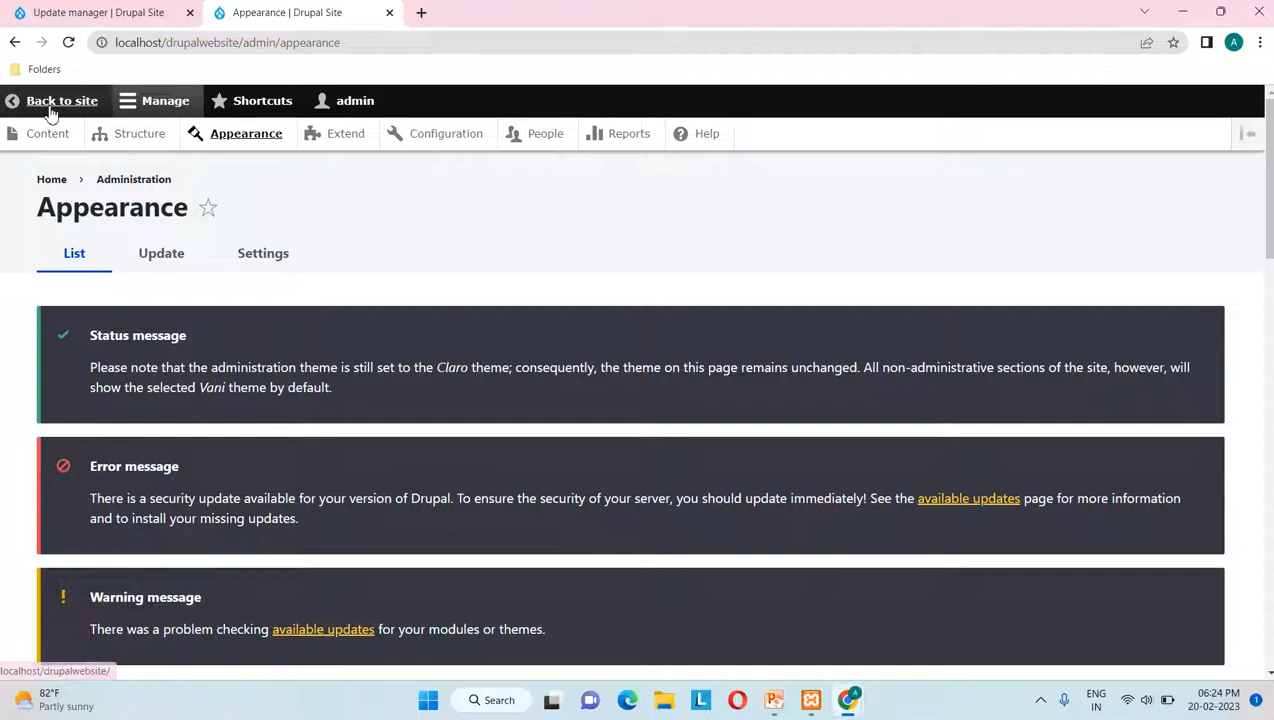 Update manager | Drupal Site
Appearance | Drupal Site
localhost/drupalwebsite/admin/appearance
A
Folders
Back to site
Manage
Shortcuts
admin
Content
Structure
Appearance
Extend
Configuration
People
Reports
Help
Home › Administration
Appearance
List
Update
Settings
Status message
Please note that the administration theme is still set to the Claro theme; consequently, the theme on this page remains unchanged. All non-administrative sections of the site, however, will
show the selected Vani theme by default.
Error message
There is a security update available for your version of Drupal. To ensure the security of your server, you should update immediately! See the available updates page for more information
and to install your missing updates.
Warning message
There was a problem checking available updates for your modules or themes.
localhost/drupalwebsite/
82°F
Partly sunny
Search
L
A
ENG
IN
06:24 PM
20-02-2023
1